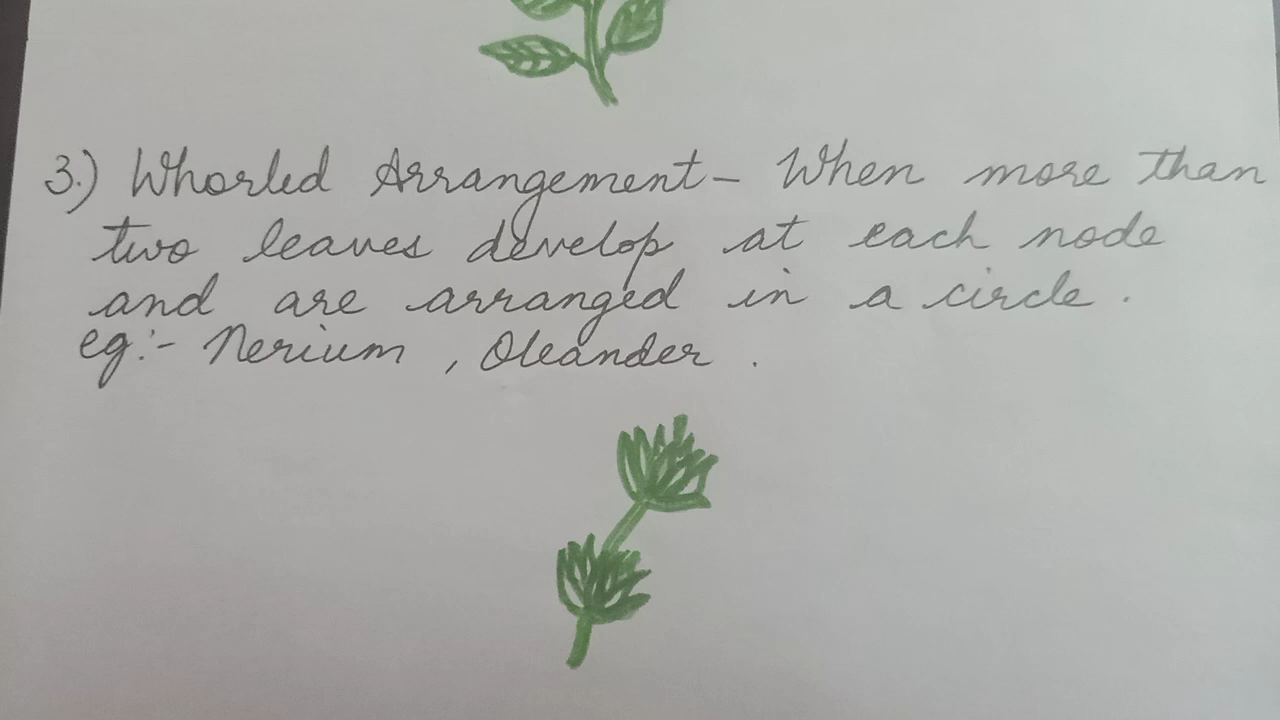 3.) Whorled Arrangement - When more than
two leaves develop at each node
and are arranged in a circle.
eg:- Nerium, Oleander.